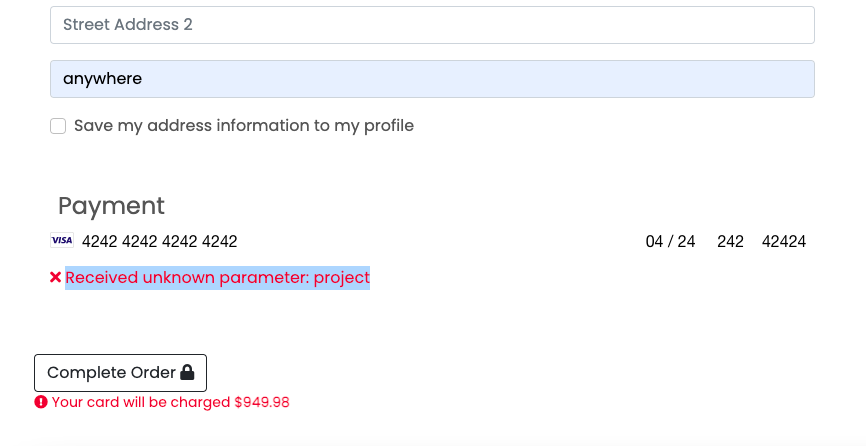 Street Address 2
anywhere
Save my address information to my profile
Payment
VISA 4242 4242 4242 4242 04 / 24 242 42424
Received unknown parameter: project
Complete Order
Your card will be charged $949.98